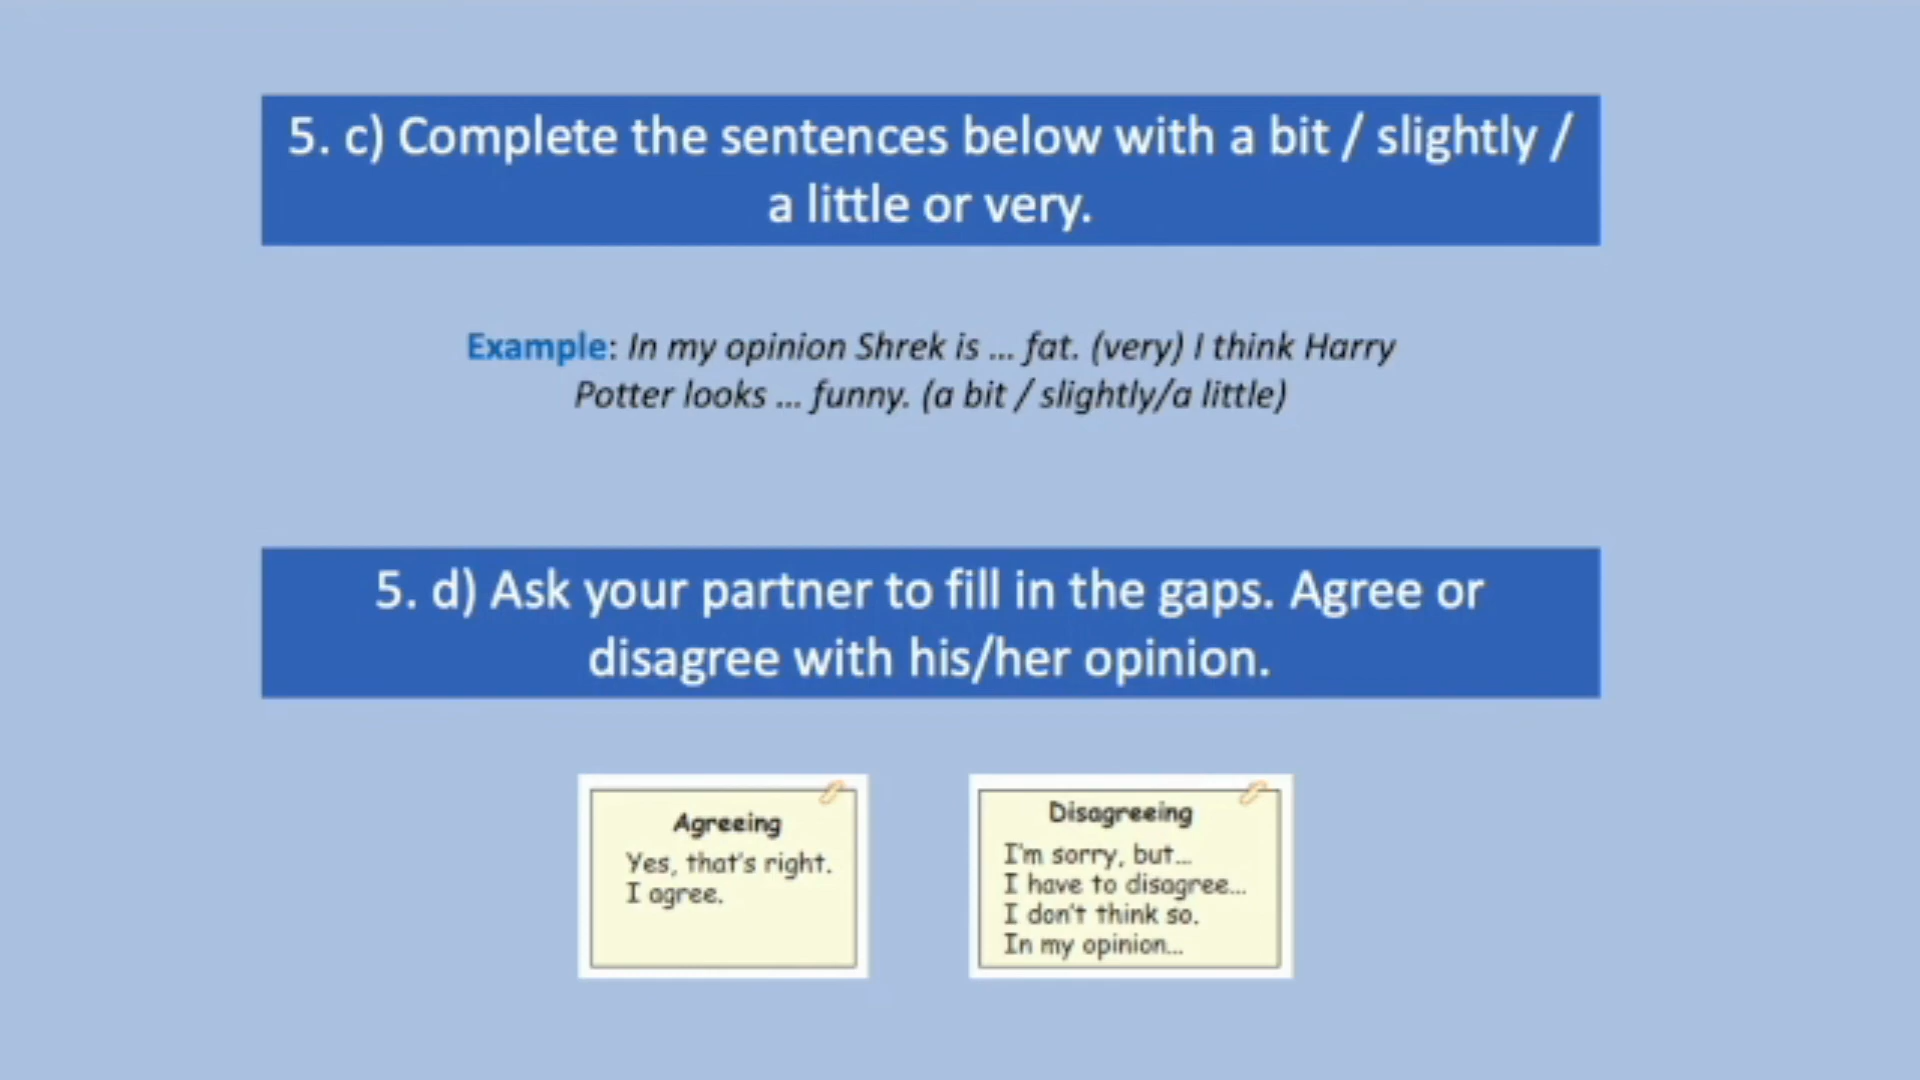 5. c) Complete the sentences below with a bit / slightly /
a little or very.
Example: In my opinion Shrek is ... fat. (very) I think Harry
Potter looks ... funny. (a bit / slightly/a little)
5. d) Ask your partner to fill in the gaps. Agree or
disagree with his/her opinion.
Agreeing
Yes, that's right.
I agree.
Disagreeing
I'm sorry, but...
I have to disagree...
I don't think so.
In my opinion...